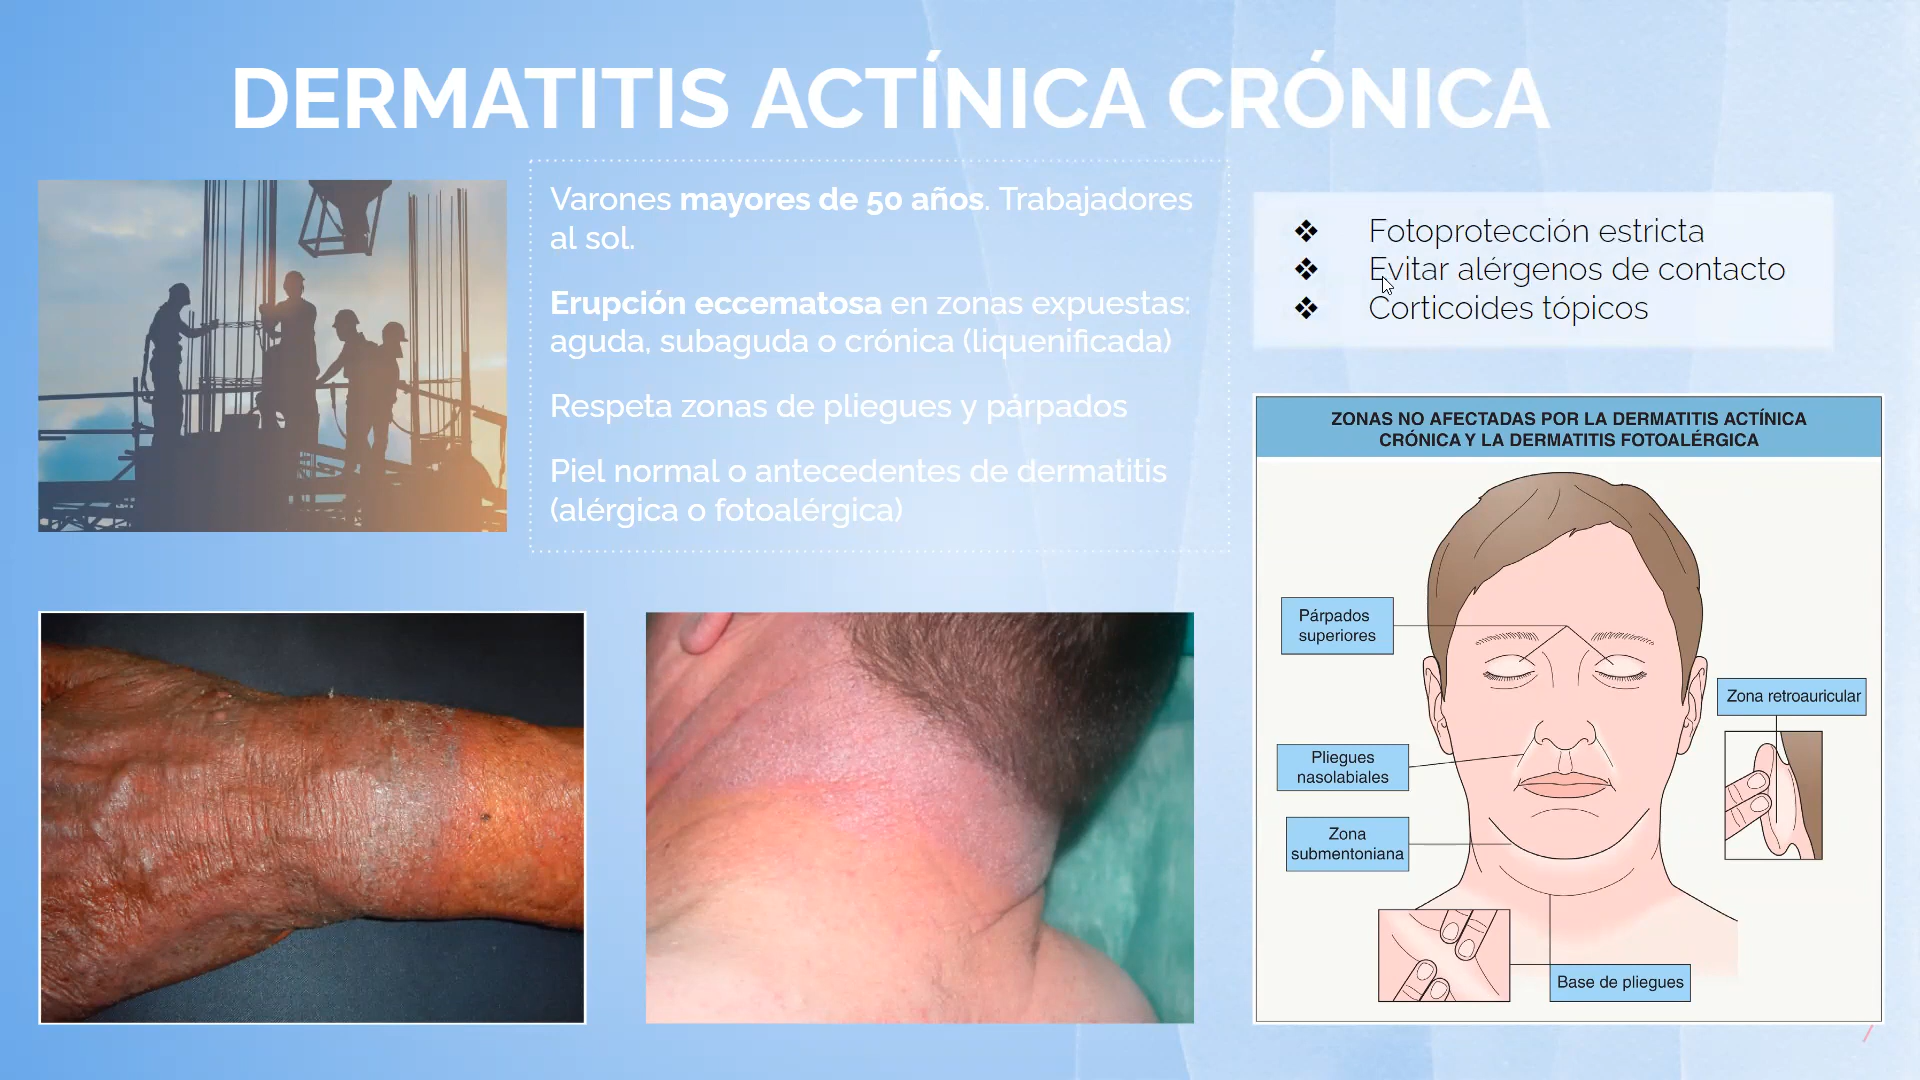 DERMATITIS ACTÍNICA CRÓNICA
Varones mayores de 50 años. Trabajadores
al sol.
Erupción eccematosa en zonas expuestas:
aguda, subaguda o crónica (liquenificada)
Respeta zonas de pliegues y párpados
Piel normal o antecedentes de dermatitis
(alérgica o fotoalérgica)
❖ Fotoprotección estricta
❖ Evitar alérgenos de contacto
❖ Corticoides tópicos
ZONAS NO AFECTADAS POR LA DERMATITIS ACTÍNICA
CRÓNICA Y LA DERMATITIS FOTOALÉRGICA
Párpados
superiores
Zona retroauricular
Pliegues
nasolabiales
Zona
submentoniana
Base de pliegues